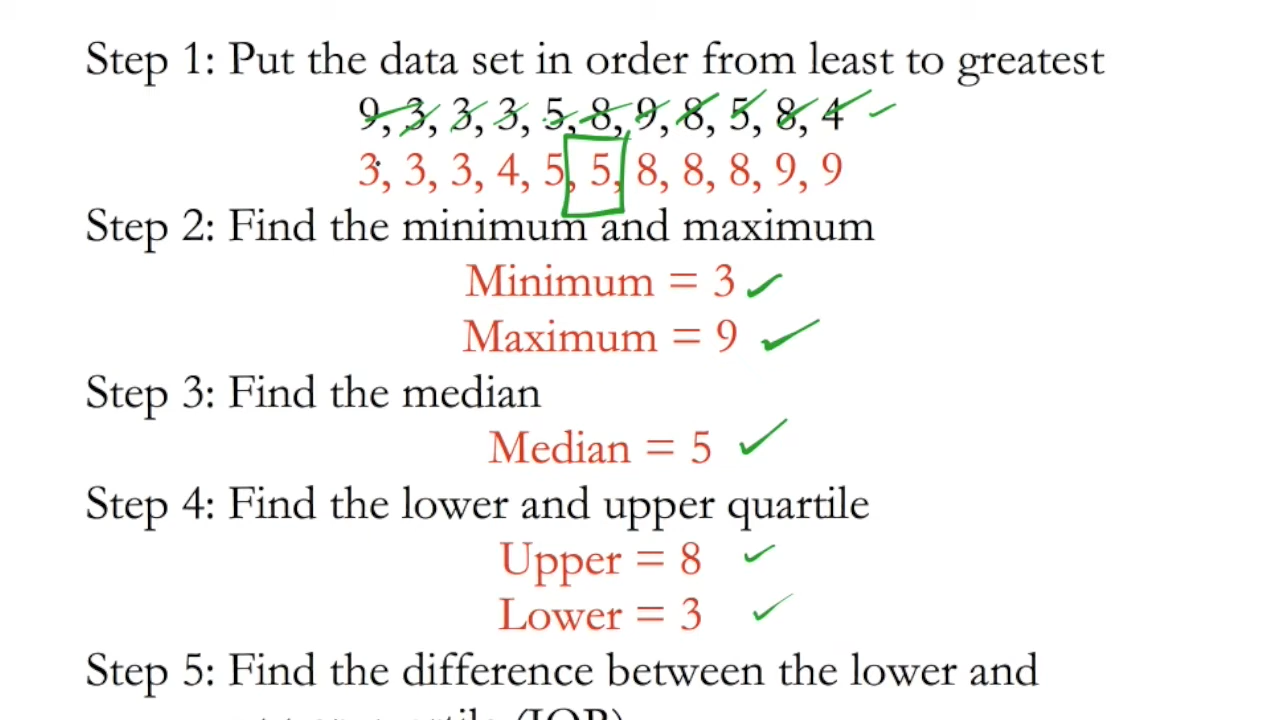 Step 1: Put the data set in order from least to greatest
9, 3, 3, 3, 5, 8, 9, 8, 5, 8, 4
3, 3, 3, 4, 5, 5, 8, 8, 8, 9, 9
Step 2: Find the minimum and maximum
Minimum = 3
Maximum = 9
Step 3: Find the median
Median = 5
Step 4: Find the lower and upper quartile
Upper = 8
Lower = 3
Step 5: Find the difference between the lower and
upper quartile (IQR)